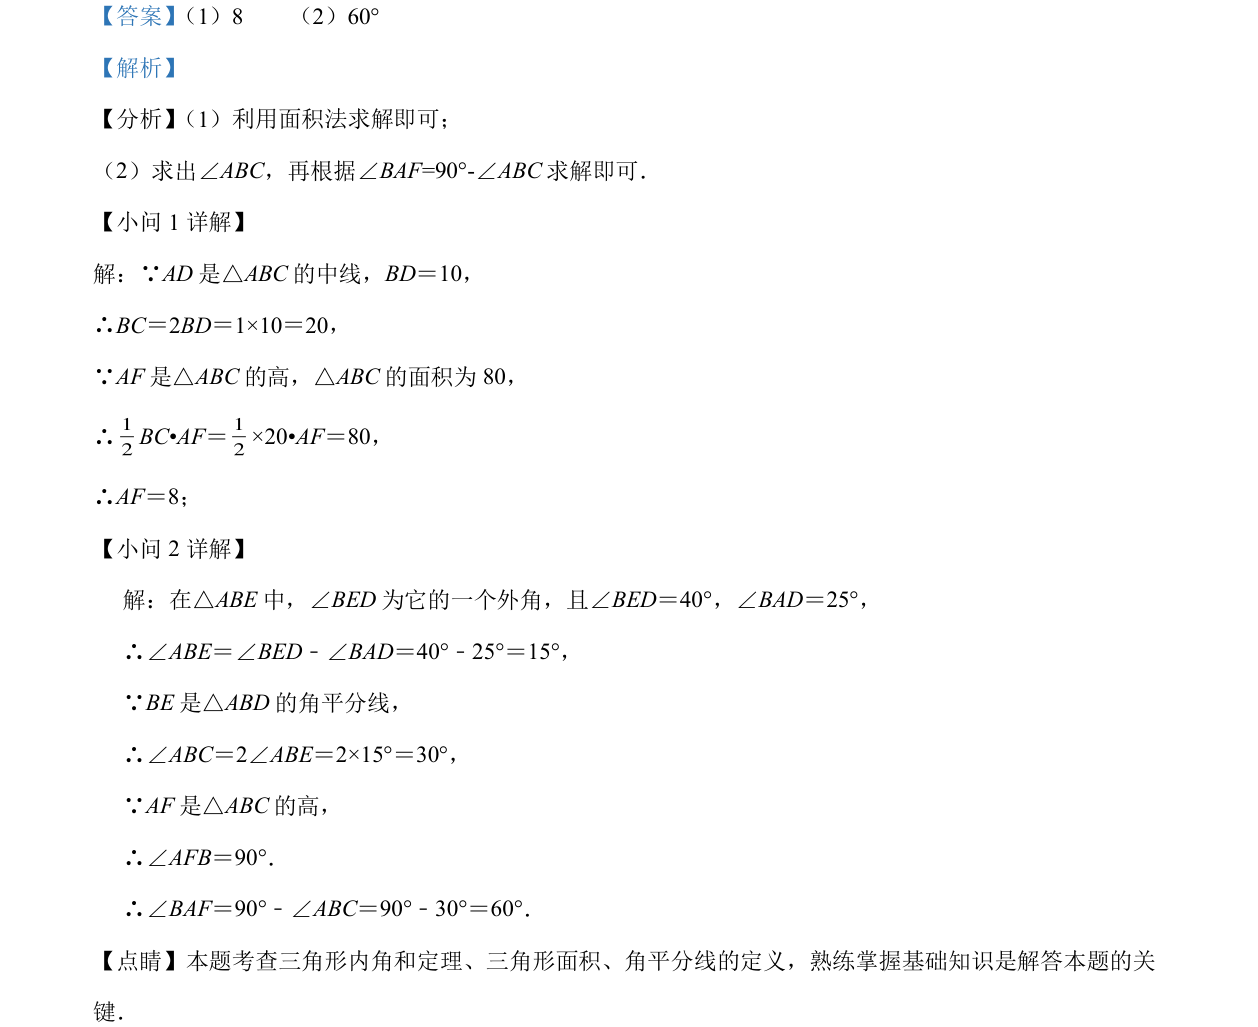 【答案】（1）8 （2）60°
【解析】
【分析】（1）利用面积法求解即可；
（2）求出∠ABC，再根据∠BAF=90°-∠ABC求解即可．
【小问1详解】
解：∵AD是△ABC的中线，BD＝10，
∴BC＝2BD＝1×10＝20，
∵AF是△ABC的高，△ABC的面积为80，
∴1/2 BC•AF＝1/2×20•AF＝80，
∴AF＝8；
【小问2详解】
解：在△ABE中，∠BED为它的一个外角，且∠BED＝40°，∠BAD＝25°，
∴∠ABE＝∠BED﹣∠BAD＝40°﹣25°＝15°，
∵BE是△ABD的角平分线，
∴∠ABC＝2∠ABE＝2×15°＝30°，
∵AF是△ABC的高，
∴∠AFB＝90°．
∴∠BAF＝90°﹣∠ABC＝90°﹣30°＝60°．
【点睛】本题考查三角形内角和定理、三角形面积、角平分线的定义，熟练掌握基础知识是解答本题的关
键．